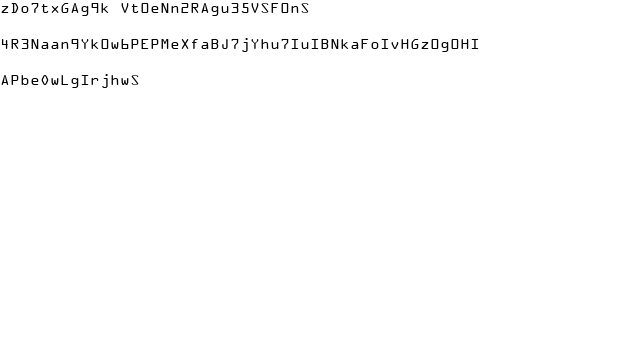 zDo7txGAg9k VtOeNn2RAgu35VSFOnS
4R3Naan9YkOw6PEPMeXfaBJ7jYhu7IuIBNkaFoIvHGzOgOHI
APbe0wLgIrjhwS